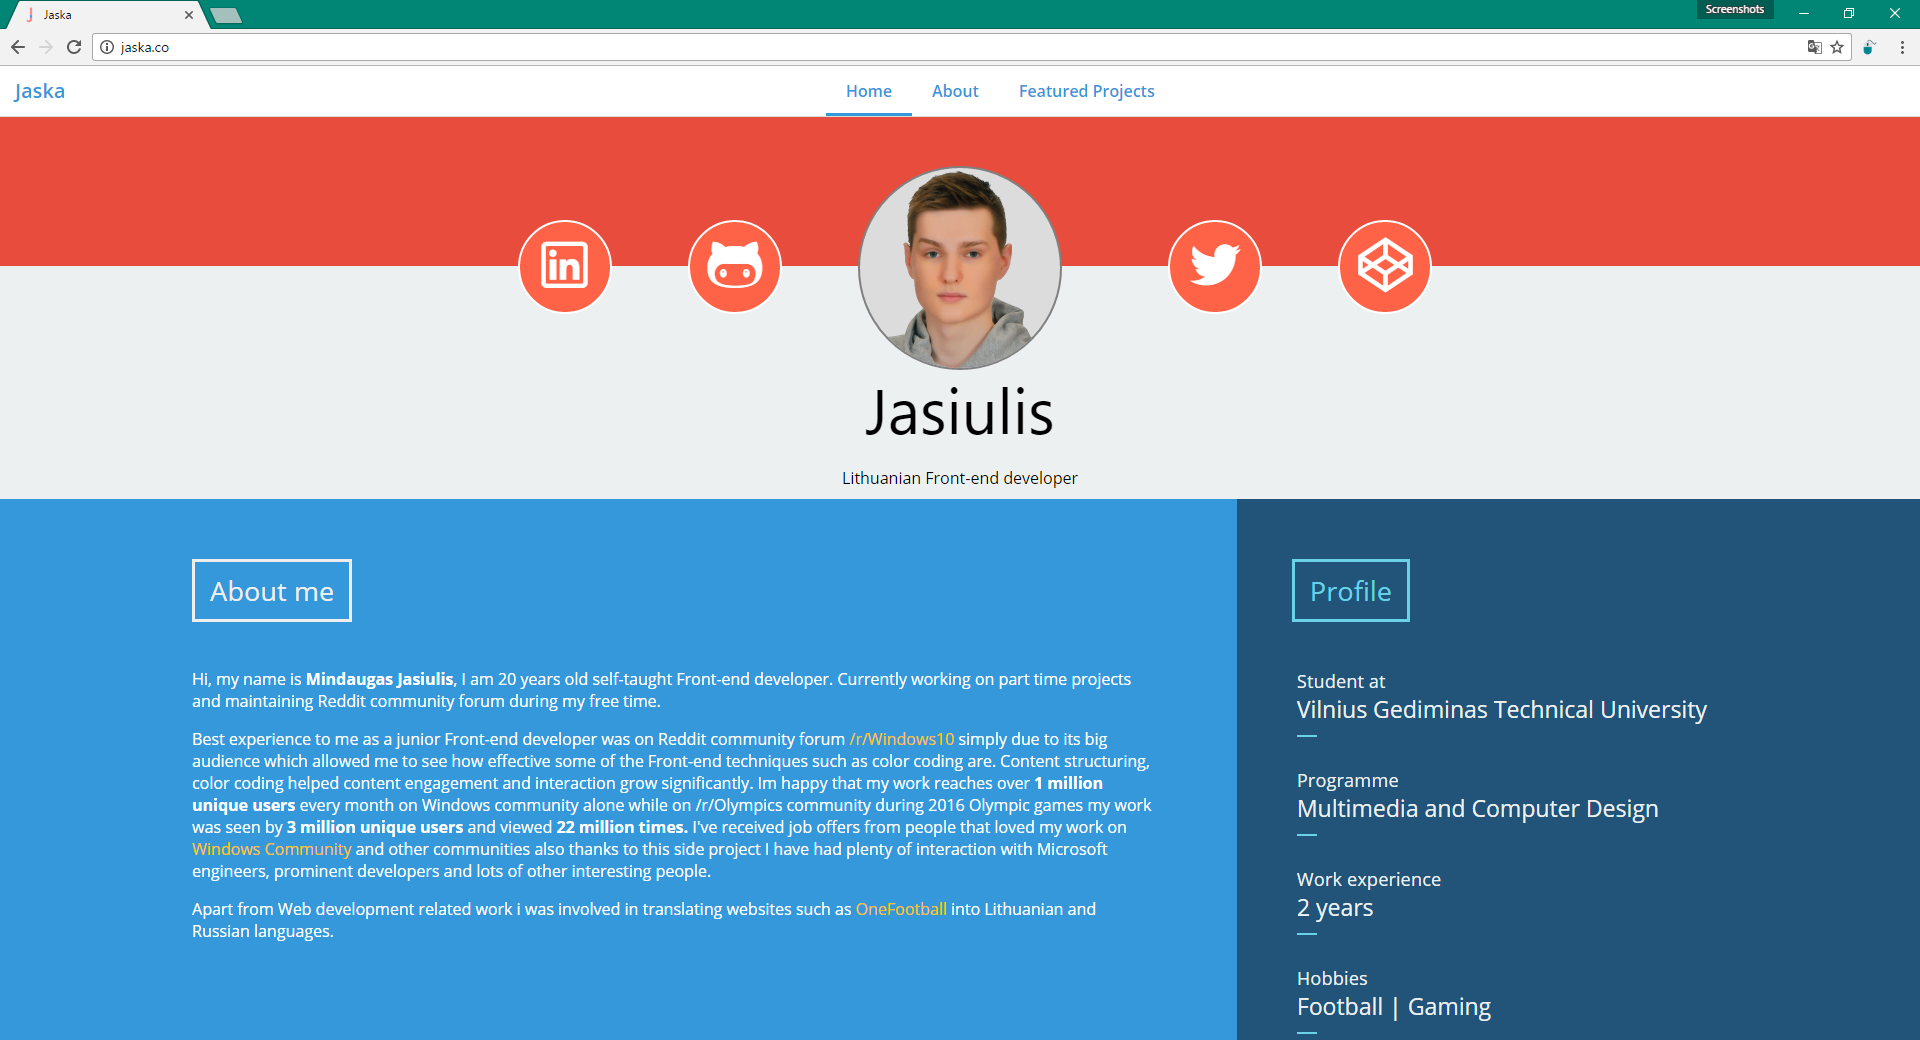 Jaska
Screenshots
jaska.co
Jaska
Home
About
Featured Projects
in
Jasiulis
Lithuanian Front-end developer
About me
Hi, my name is Mindaugas Jasiulis, I am 20 years old self-taught Front-end developer. Currently working on part time projects
and maintaining Reddit community forum during my free time.
Best experience to me as a junior Front-end developer was on Reddit community forum /r/Windows10 simply due to its big
audience which allowed me to see how effective some of the Front-end techniques such as color coding are. Content structuring,
color coding helped content engagement and interaction grow significantly. Im happy that my work reaches over 1 million
unique users every month on Windows community alone while on /r/Olympics community during 2016 Olympic games my work
was seen by 3 million unique users and viewed 22 million times. I've received job offers from people that loved my work on
Windows Community and other communities also thanks to this side project I have had plenty of interaction with Microsoft
engineers, prominent developers and lots of other interesting people.
Apart from Web development related work i was involved in translating websites such as OneFootball into Lithuanian and
Russian languages.
Profile
Student at
Vilnius Gediminas Technical University
Programme
Multimedia and Computer Design
Work experience
2 years
Hobbies
Football | Gaming